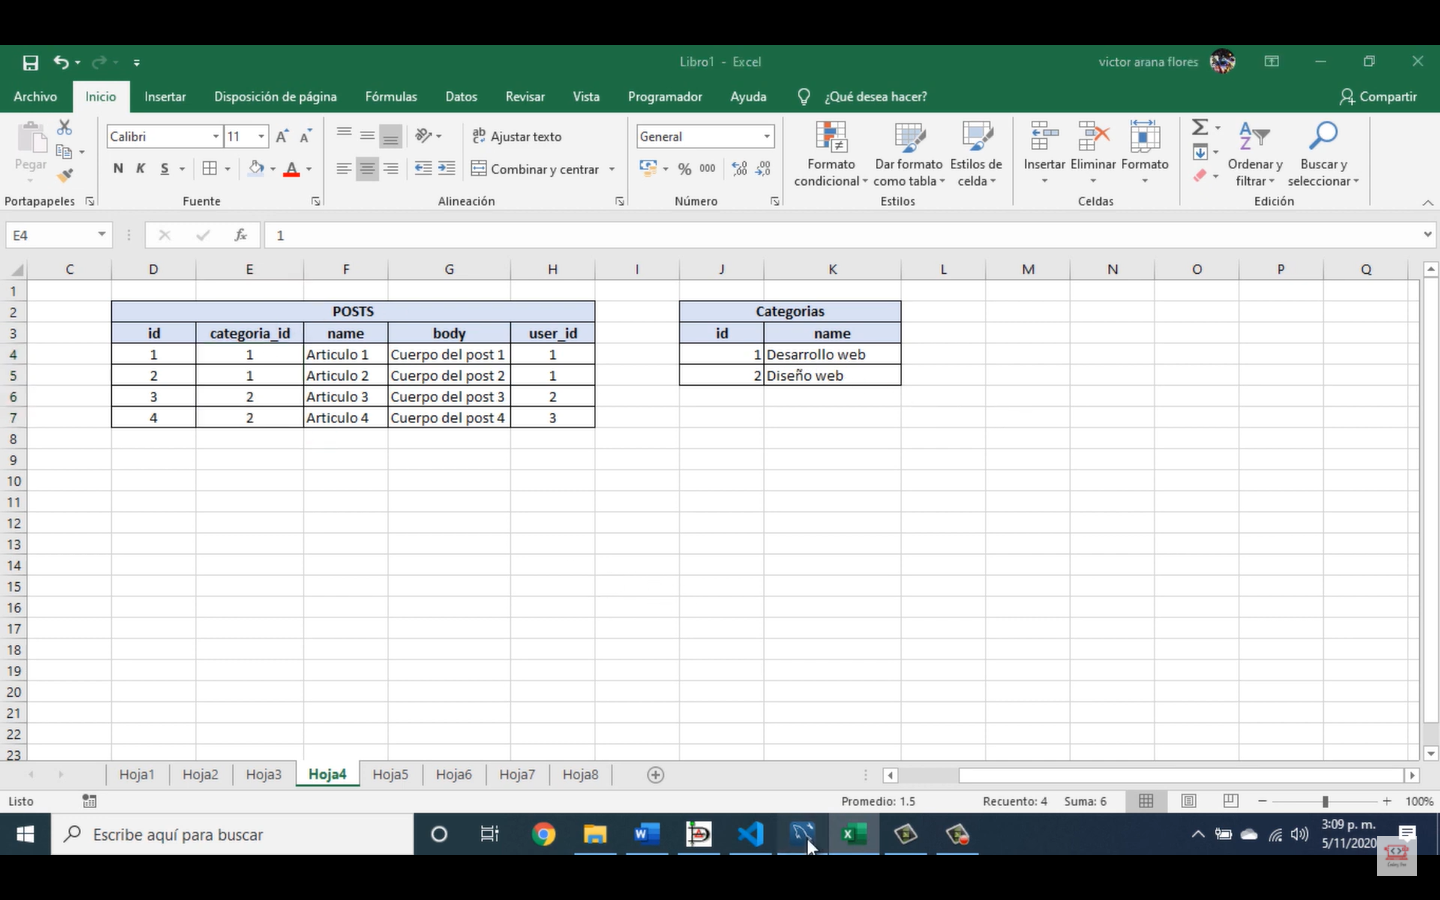 Libro1 - Excel
victor arana flores
Archivo Inicio Insertar Disposición de página Fórmulas Datos Revisar Vista Programador Ayuda ¿Qué desea hacer? Compartir
Pegar
Calibri 11
N K S
Ajustar texto
Combinar y centrar
General
% 000
Formato condicional
Dar formato como tabla
Estilos de celda
Insertar Eliminar Formato
Ordenar y filtrar
Buscar y seleccionar
Portapapeles Fuente Alineación Número Estilos Celdas Edición
E4 fx 1
C D E F G H I J K L M N O P Q
1
2 POSTS Categorias
3 id categoria_id name body user_id id name
4 1 1 Articulo 1 Cuerpo del post 1 1 1 Desarrollo web
5 2 1 Articulo 2 Cuerpo del post 2 1 2 Diseño web
6 3 2 Articulo 3 Cuerpo del post 3 2
7 4 2 Articulo 4 Cuerpo del post 4 3
8
9
10
11
12
13
14
15
16
17
18
19
20
21
22
23
Hoja1 Hoja2 Hoja3 Hoja4 Hoja5 Hoja6 Hoja7 Hoja8
Listo Promedio: 1.5 Recuento: 4 Suma: 6 100%
Escribe aquí para buscar
3:09 p. m.
5/11/2020